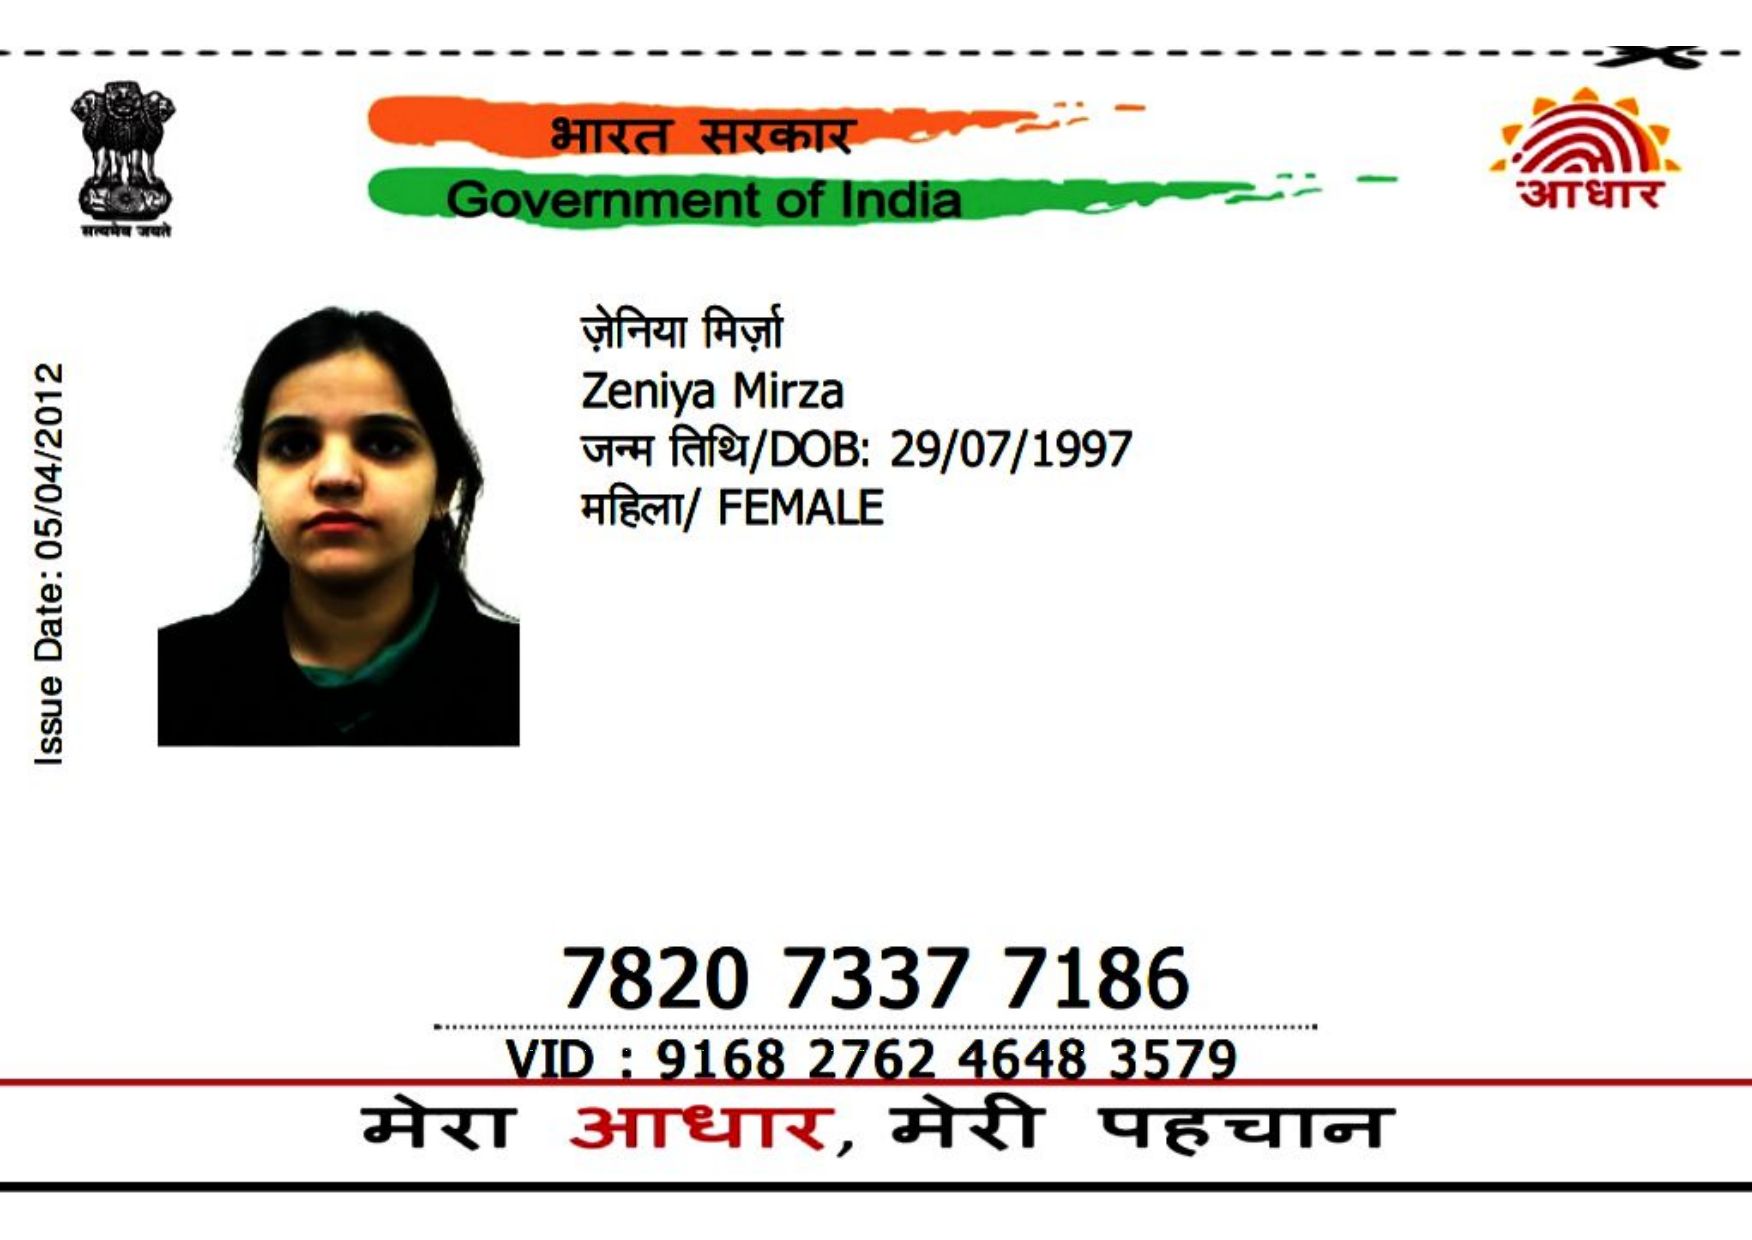 सत्यमेव जयते
भारत सरकार
Government of India
आधार
Issue Date: 05/04/2012
ज़ेनिया मिर्ज़ा
Zeniya Mirza
जन्म तिथि/DOB: 29/07/1997
महिला/ FEMALE
7820 7337 7186
VID : 9168 2762 4648 3579
मेरा आधार, मेरी पहचान